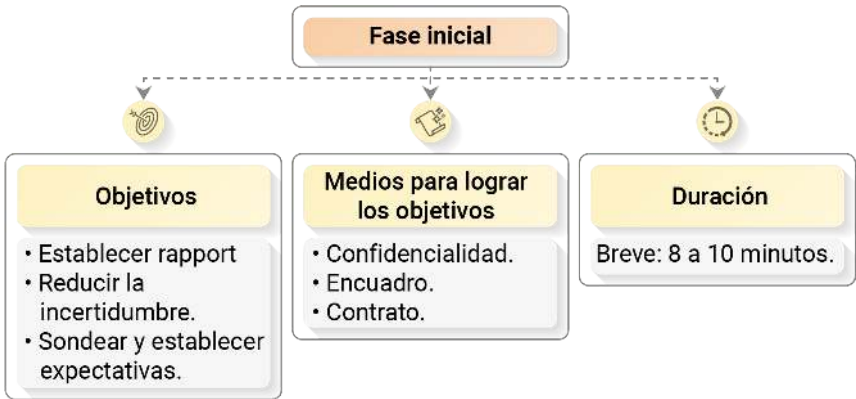 Fase inicial
Objetivos
• Establecer rapport
• Reducir la
incertidumbre.
• Sondear y establecer
expectativas.
Medios para lograr
los objetivos
• Confidencialidad.
• Encuadro.
• Contrato.
Duración
Breve: 8 a 10 minutos.